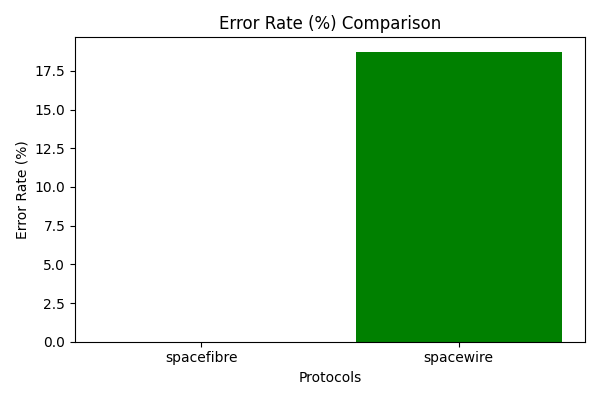 Error Rate (%) Comparison
Error Rate (%)
17.5
15.0
12.5
10.0
7.5
5.0
2.5
0.0
spacefibre spacewire
Protocols